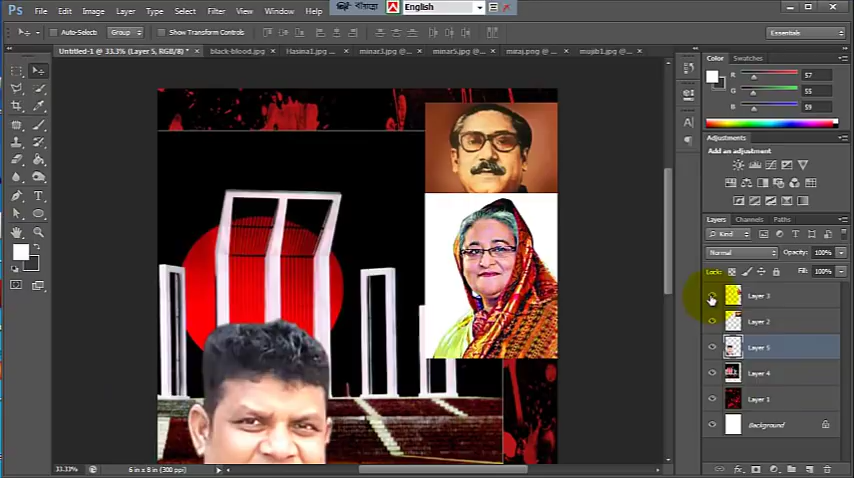 বাংলা English
Ps File Edit Image Layer Type Select Filter View Window Help
Auto-Select: Group Show Transform Controls Essentials
Untitled-1 @ 33.3% (Layer 5, RGB/8) * × black-blood.jpg × Hasina1.jpg ... × minar3.jpg @... × minar5.jpg @... × miraj.png @ ... × mojib1.jpg @... ×
Color Swatches
R 57
G 55
B 59
Adjustments
Add an adjustment
Layers Channels Paths
Kind
Normal Opacity: 100%
Lock: Fill: 100%
Layer 3
Layer 2
Layer 5
Layer 4
Layer 1
Background
33.33% 6 in x 8 in (300 ppi)